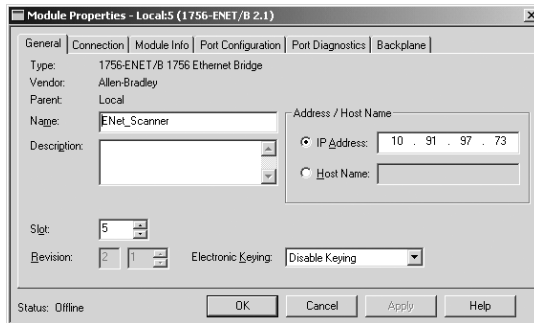 Module Properties - Local:5 (1756-ENET/B 2.1)
General Connection Module Info Port Configuration Port Diagnostics Backplane
Type: 1756-ENET/B 1756 Ethernet Bridge
Vendor: Allen-Bradley
Parent: Local
Name: ENet_Scanner
Address / Host Name
Description:
IP Address: 10 . 91 . 97 . 73
Host Name:
Slot: 5
Revision: 2 1 Electronic Keying: Disable Keying
Status: Offline OK Cancel Apply Help